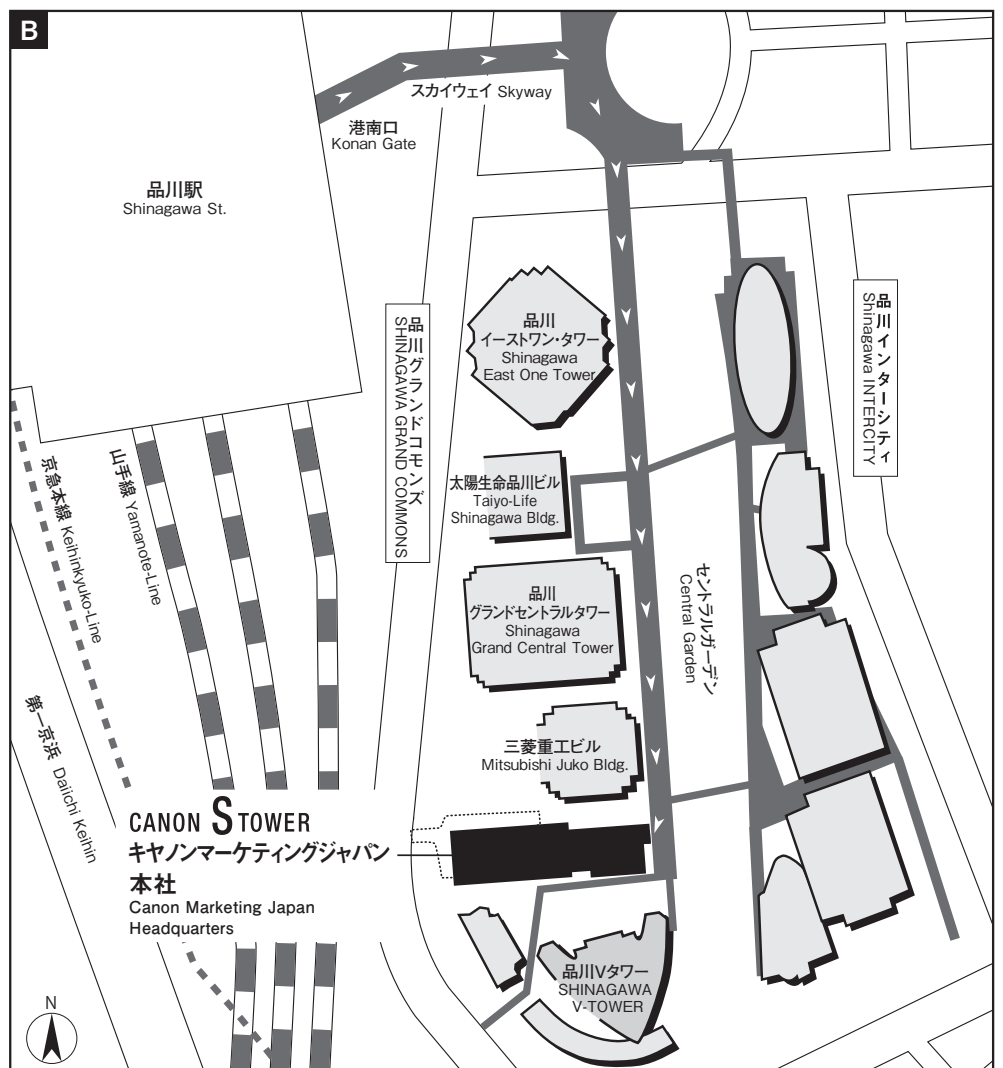 B
スカイウェイ Skyway
港南口
Konan Gate
品川駅
Shinagawa St.
品川グランドコモンズ
SHINAGAWA GRAND COMMONS
品川インターシティ
Shinagawa INTERCITY
品川
イーストワン・タワー
Shinagawa
East One Tower
京急本線 Keihinkyuko-Line
山手線 Yamanote-Line
太陽生命品川ビル
Taiyo-Life
Shinagawa Bldg.
品川
グランドセントラルタワー
Shinagawa
Grand Central Tower
セントラルガーデン
Central Garden
第一京浜 Daiichi Keihin
三菱重工ビル
Mitsubishi Juko Bldg.
CANON S TOWER
キヤノンマーケティングジャパン
本社
Canon Marketing Japan
Headquarters
品川Vタワー
SHINAGAWA
V-TOWER
N